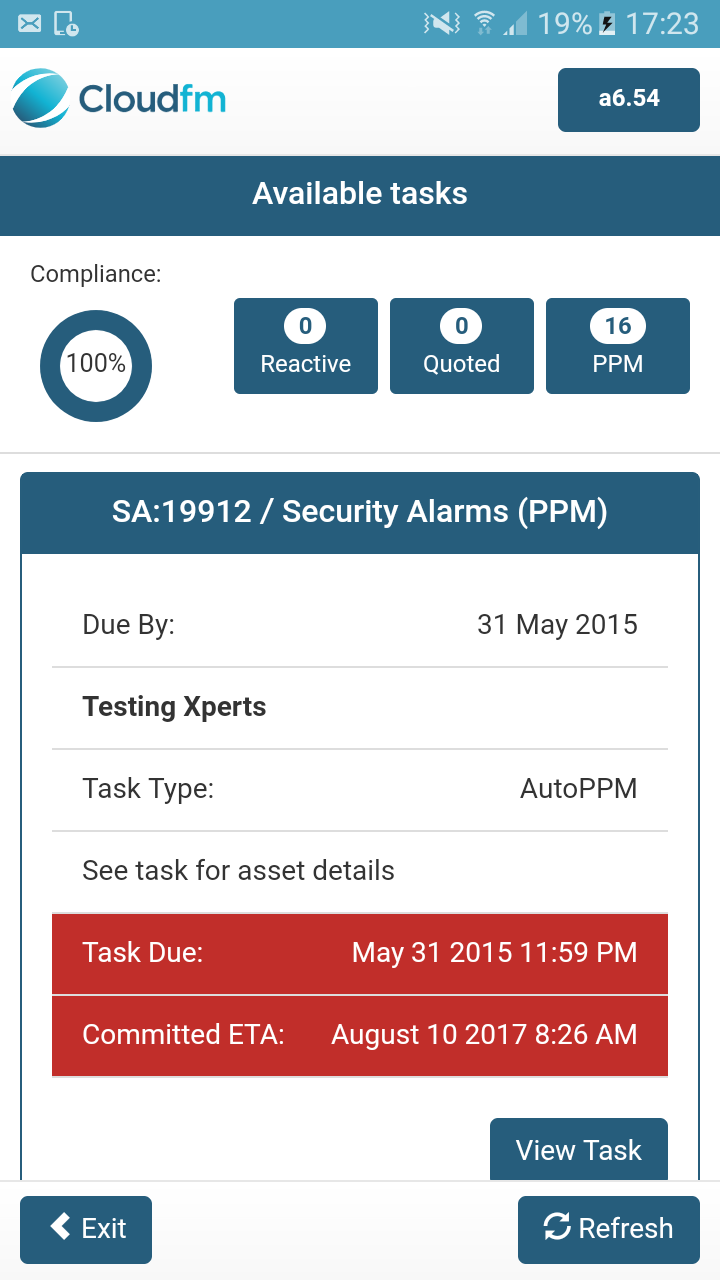 19% 17:23
Cloudfm
a6.54
Available tasks
Compliance:
100%
0
Reactive
0
Quoted
16
PPM
SA:19912 / Security Alarms (PPM)
Due By: 31 May 2015
Testing Xperts
Task Type: AutoPPM
See task for asset details
Task Due: May 31 2015 11:59 PM
Committed ETA: August 10 2017 8:26 AM
View Task
Exit
Refresh